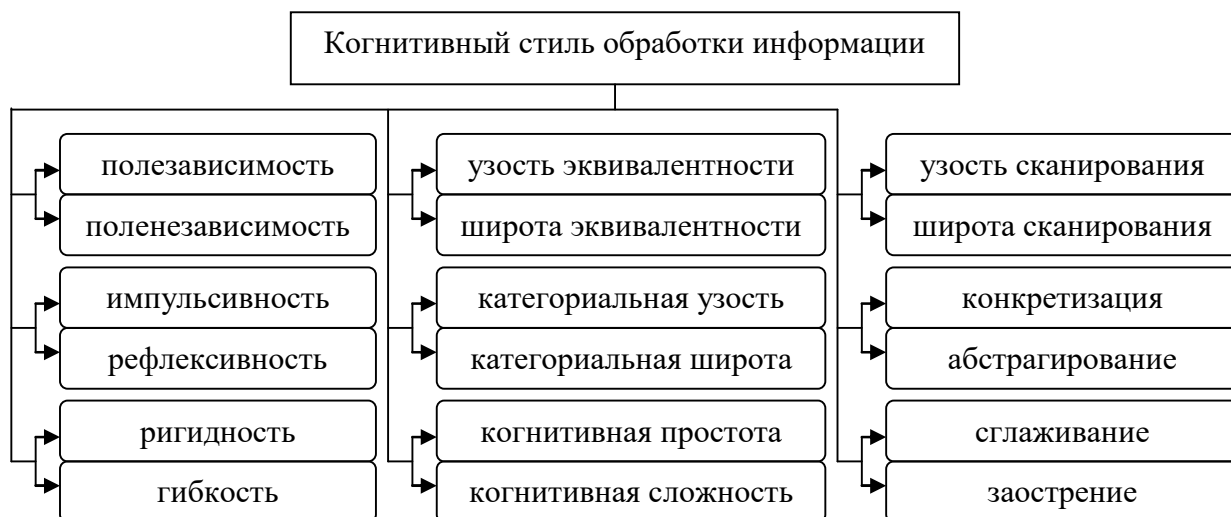 Когнитивный стиль обработки информации
полезависимость
поленезависимость
импульсивность
рефлексивность
ригидность
гибкость
узость эквивалентности
широта эквивалентности
категориальная узость
категориальная широта
когнитивная простота
когнитивная сложность
узость сканирования
широта сканирования
конкретизация
абстрагирование
сглаживание
заострение